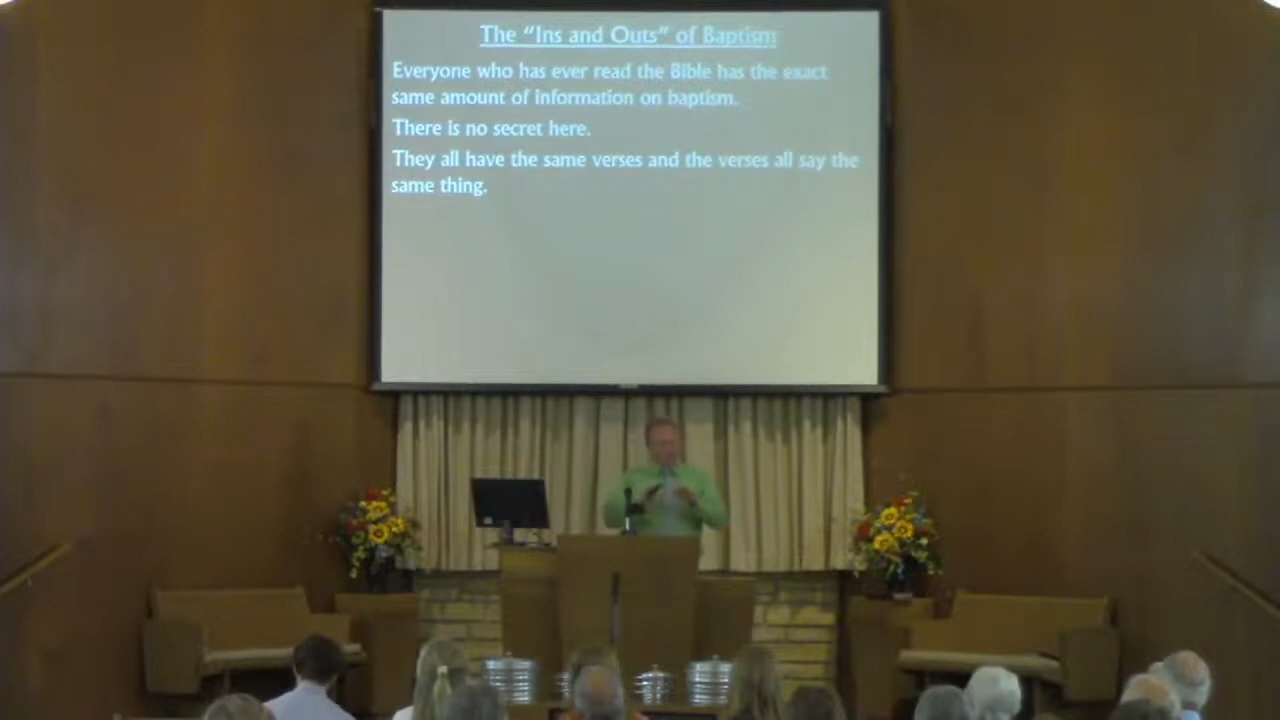 The “Ins and Outs” of Baptism
Everyone who has ever read the Bible has the exact
same amount of information on baptism.
There is no secret here.
They all have the same verses and the verses all say the
same thing.